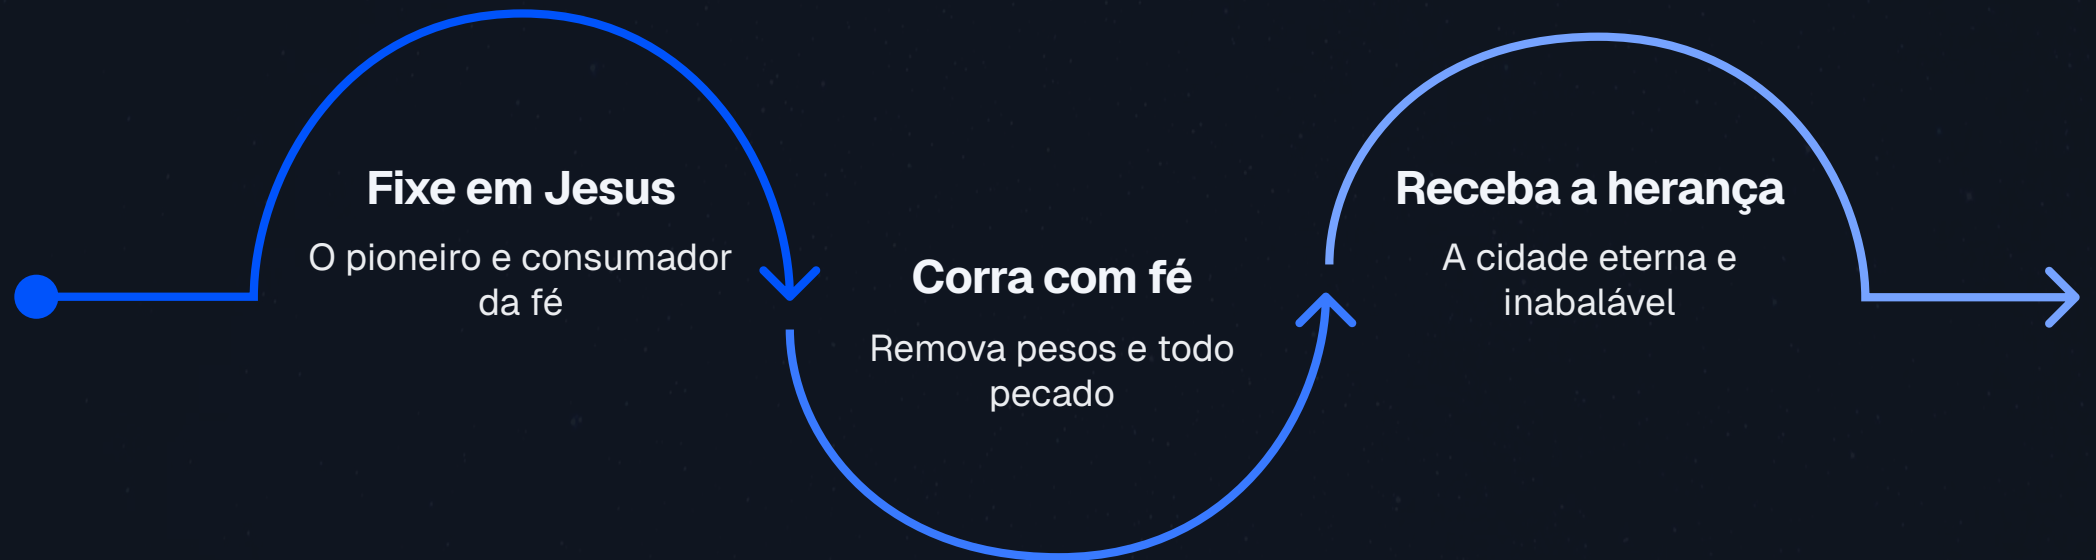 Fixe em Jesus
O pioneiro e consumador
da fé
Corra com fé
Remova pesos e todo
pecado
Receba a herança
A cidade eterna e
inabalável